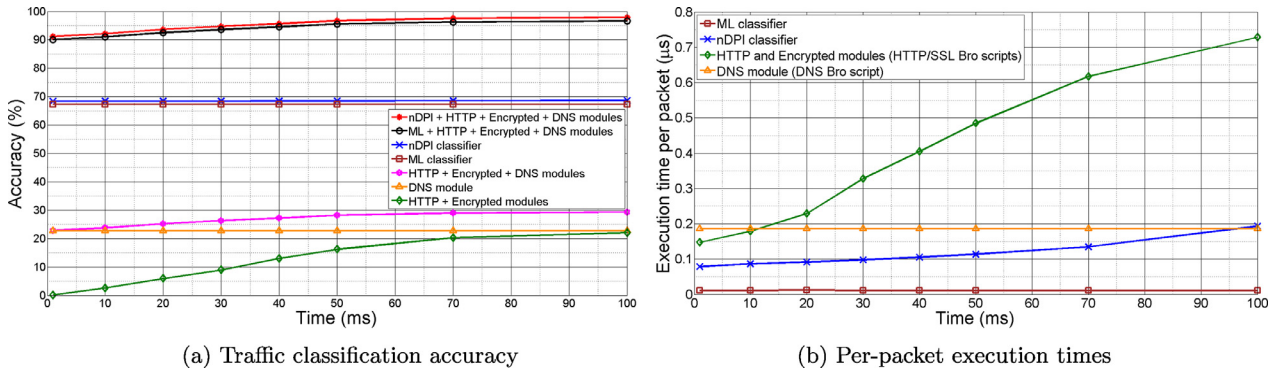 100
90
80
70
60
50
40
30
20
10
0
Accuracy (%)
nDPI + HTTP + Encrypted + DNS modules
ML + HTTP + Encrypted + DNS modules
nDPI classifier
ML classifier
HTTP + Encrypted + DNS modules
DNS module
HTTP + Encrypted modules
0 10 20 30 40 50 60 70 80 90 100
Time (ms)
(a) Traffic classification accuracy
0.8
0.7
0.6
0.5
0.4
0.3
0.2
0.1
0
Execution time per packet (μs)
ML classifier
nDPI classifier
HTTP and Encrypted modules (HTTP/SSL Bro scripts)
DNS module (DNS Bro script)
0 10 20 30 40 50 60 70 80 90 100
Time (ms)
(b) Per-packet execution times